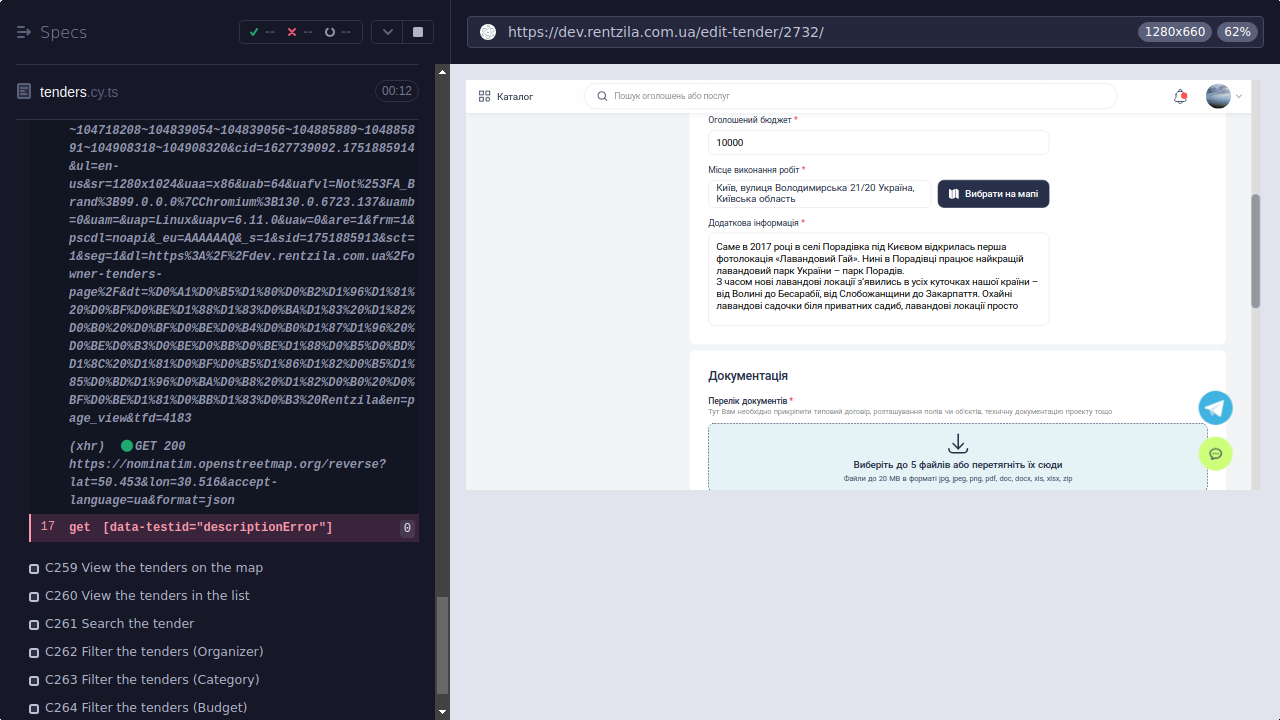 Specs
-- -- --
tenders.cy.ts
00:12
~104718208~104839054~104839056~104885889~1048858
91~104908318~104908320&cid=1627739092.1751885914
&ul=en-
us&sr=1280x1024&uaa=x86&uab=64&uafvl=Not%253FA_B
rand%3B99.0.0.0%7CChromium%3B130.0.6723.137&uamb
=0&uam=&uap=Linux&uapv=6.11.0&uaw=0&are=1&frm=1&
pscdl=noapi&_eu=AAAAAAQ&_s=1&sid=1751885913&sct=
1&seg=1&dl=https%3A%2F%2Fdev.rentzila.com.ua%2Fo
wner-tenders-
page%2F&dt=%D0%A1%D0%B5%D1%80%D0%B2%D1%96%D1%81%
20%D0%BF%D0%BE%D1%88%D1%83%D0%BA%D1%83%20%D1%82%
D0%B0%20%D0%BF%D0%BE%D0%B4%D0%B0%D1%87%D1%96%20%
D0%BE%D0%B3%D0%BE%D0%BB%D0%BE%D1%88%D0%B5%D0%BD%
D1%8C%20%D1%81%D0%BF%D0%B5%D1%86%D1%82%D0%B5%D1%
85%D0%BD%D1%96%D0%BA%D0%B8%20%D1%82%D0%B0%20%D0%
BF%D0%BE%D1%81%D0%BB%D1%83%D0%B3%20Rentzila&en=p
age_view&tfd=4183
(xhr) GET 200
https://nominatim.openstreetmap.org/reverse?
lat=50.453&lon=30.516&accept-
language=ua&format=json
17 get [data-testid="descriptionError"] 0
C259 View the tenders on the map
C260 View the tenders in the list
C261 Search the tender
C262 Filter the tenders (Organizer)
C263 Filter the tenders (Category)
C264 Filter the tenders (Budget)
https://dev.rentzila.com.ua/edit-tender/2732/
1280x660 62%
Каталог
Пошук оголошень або послуг
Оголошений бюджет *
10000
Місце виконання робіт *
Київ, вулиця Володимирська 21/20 Україна,
Київська область
Вибрати на мапі
Додаткова інформація *
Саме в 2017 році в селі Порадівка під Києвом відкрилась перша
фотолокація «Лавандовий Гай». Нині в Порадівці працює найкращій
лавандовий парк України – парк Порадів.
З часом нові лавандові локації з’явились в усіх куточках нашої країни –
від Волині до Бесарабії, від Слобожанщини до Закарпаття. Охайні
лавандові садочки біля приватних садиб, лавандові локації просто
Документація
Перелік документів *
Тут Вам необхідно прикріпити типовий договір, розташування полів чи об'єктів, технічну документацію проекту тощо
Виберіть до 5 файлів або перетягніть їх сюди
Файли до 20 MB в форматі jpg, jpeg, png, pdf, doc, docx, xls, xlsx, zip